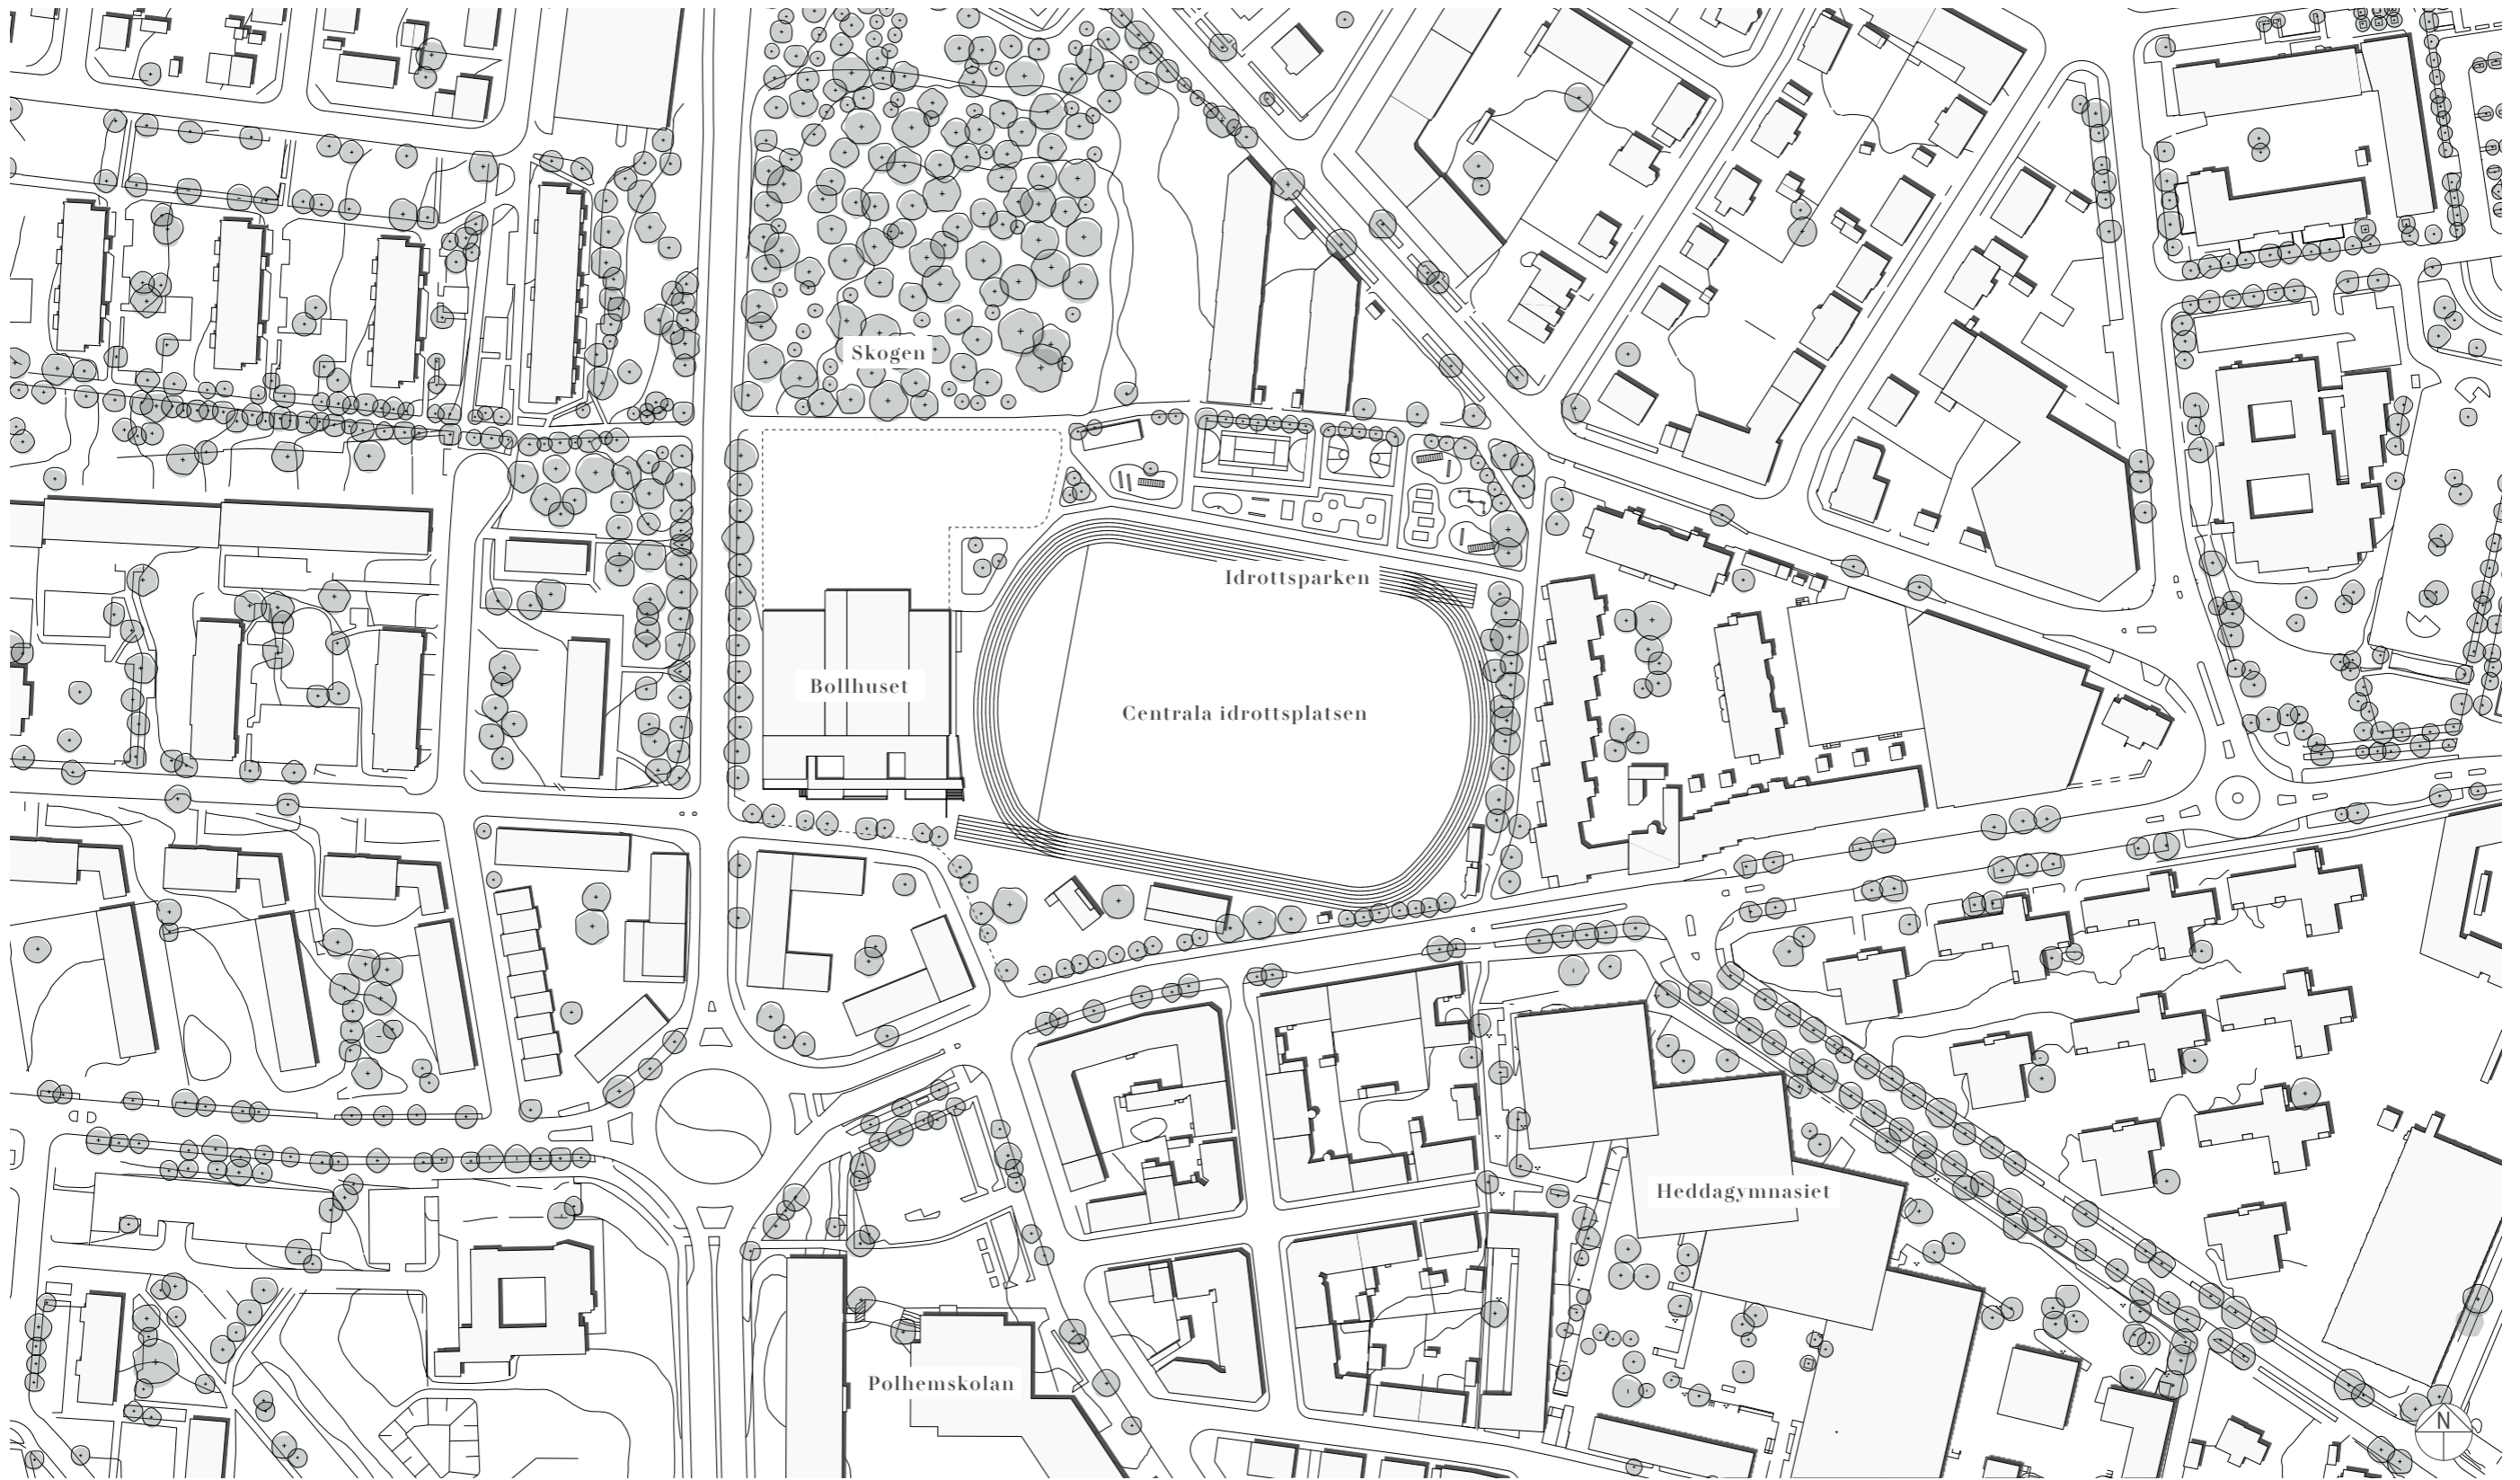 Skogen
Idrottsparken
Bollhuset
Centrala idrottsplatsen
Heddagymnasiet
Polhemskolan
N